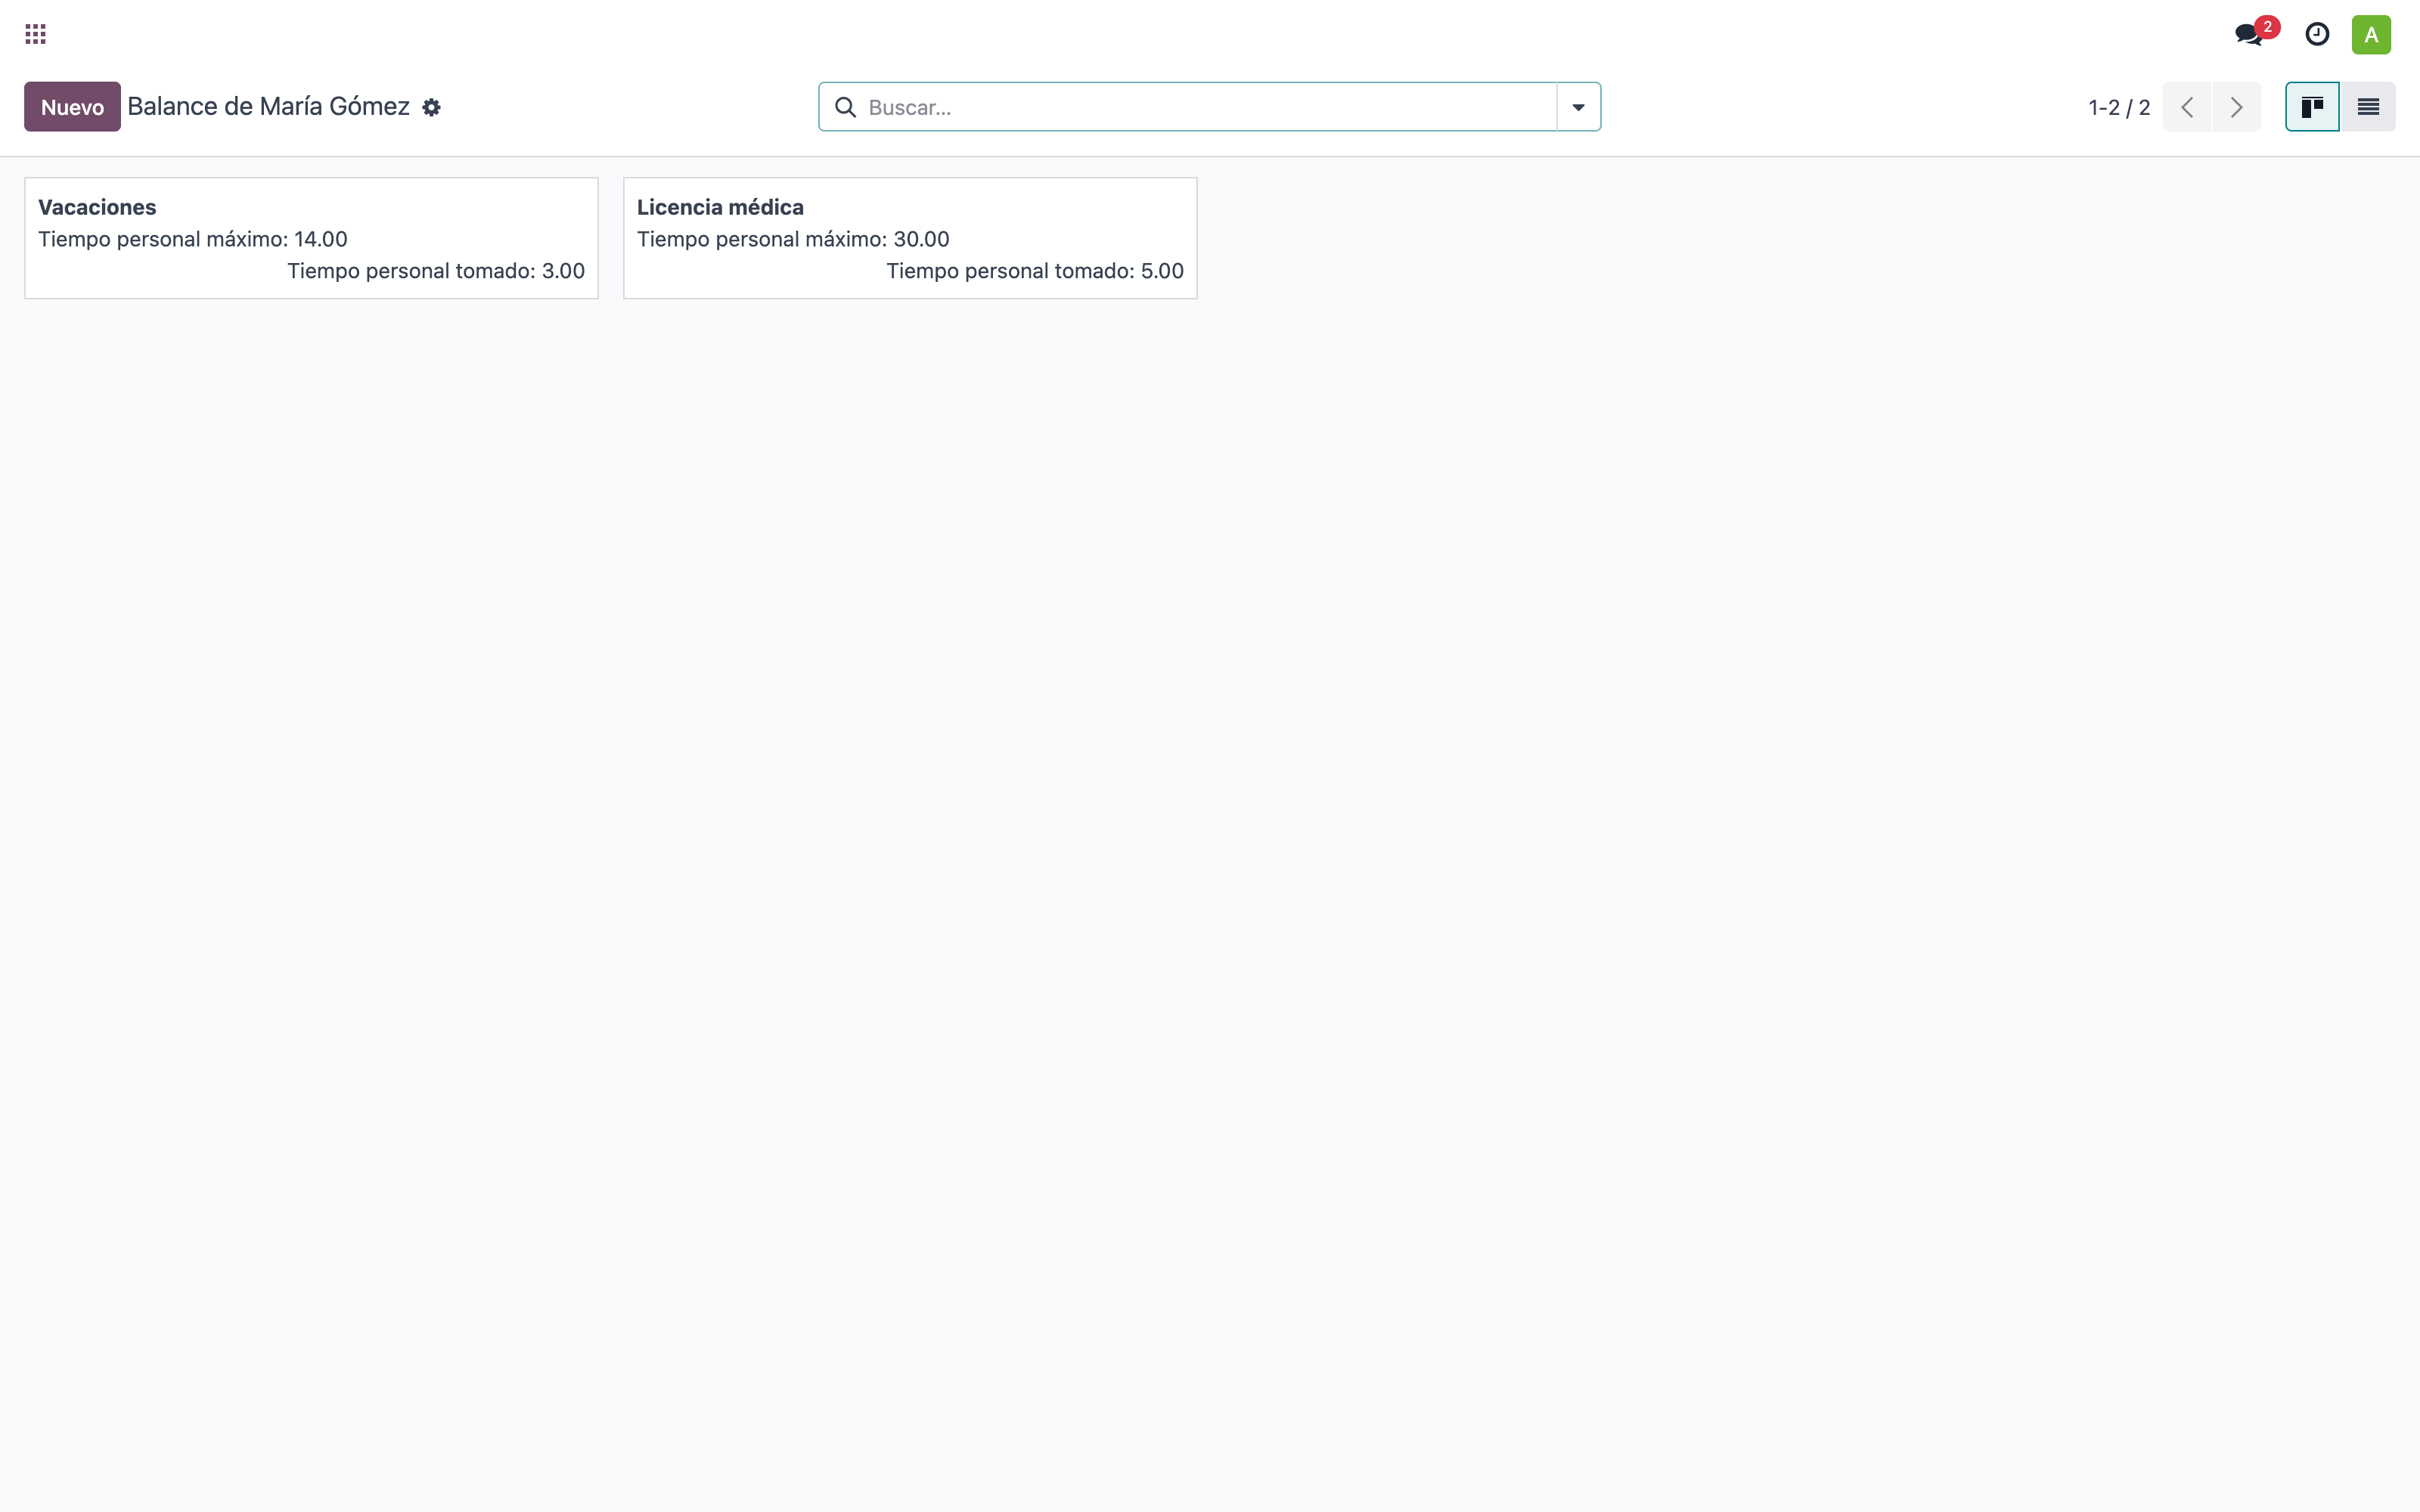 2
A
Nuevo
Balance de María Gómez
Buscar...
1-2 / 2
Vacaciones
Tiempo personal máximo: 14.00
Tiempo personal tomado: 3.00
Licencia médica
Tiempo personal máximo: 30.00
Tiempo personal tomado: 5.00